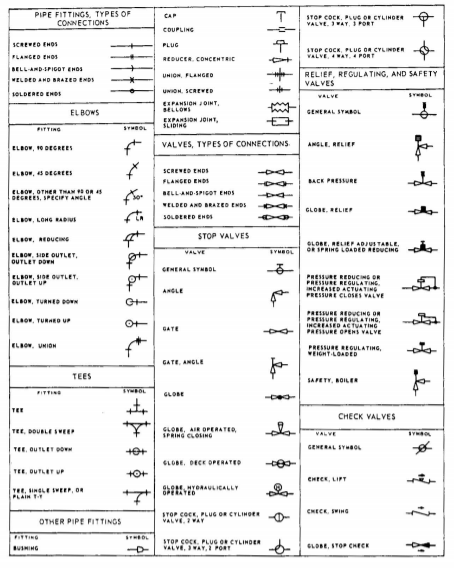 PIPE FITTINGS, TYPES OF
CONNECTIONS
SCREWED ENDS
FLANGED ENDS
BELL-AND-SPIGOT ENDS
WELDED AND BRAZED ENDS
SOLDERED ENDS
ELBOWS
FITTING SYMBOL
ELBOW, 90 DEGREES
ELBOW, 45 DEGREES
ELBOW, OTHER THAN 90 OR 45
DEGREES, SPECIFY ANGLE
30°
ELBOW, LONG RADIUS
LR
ELBOW, REDUCING
ELBOW, SIDE OUTLET,
OUTLET DOWN
ELBOW, SIDE OUTLET,
OUTLET UP
ELBOW, TURNED DOWN
ELBOW, TURNED UP
ELBOW, UNION
TEES
FITTING SYMBOL
TEE
TEE, DOUBLE SWEEP
TEE, OUTLET DOWN
TEE, OUTLET UP
TEE, SINGLE SWEEP, OR
PLAIN T-Y
OTHER PIPE FITTINGS
FITTING SYMBOL
BUSHING
CAP
COUPLING
PLUG
REDUCER, CONCENTRIC
UNION, FLANGED
UNION, SCREWED
EXPANSION JOINT,
BELLOWS
EXPANSION JOINT,
SLIDING
VALVES, TYPES OF CONNECTIONS
SCREWED ENDS
FLANGED ENDS
BELL-AND-SPIGOT ENDS
WELDED AND BRAZED ENDS
SOLDERED ENDS
STOP VALVES
VALVE SYMBOL
GENERAL SYMBOL
ANGLE
GATE
GATE, ANGLE
GLOBE
GLOBE, AIR OPERATED,
SPRING CLOSING
GLOBE, DECK OPERATED
GLOBE, HYDRAULICALLY
OPERATED
STOP COCK, PLUG OR CYLINDER
VALVE, 2 WAY
STOP COCK, PLUG OR CYLINDER
VALVE, 3 WAY, 2 PORT
STOP COCK, PLUG OR CYLINDER
VALVE, 3 WAY, 3 PORT
STOP COCK, PLUG OR CYLINDER
VALVE, 4 WAY, 4 PORT
RELIEF, REGULATING, AND SAFETY
VALVES
VALVE SYMBOL
GENERAL SYMBOL
ANGLE, RELIEF
BACK PRESSURE
GLOBE, RELIEF
GLOBE, RELIEF ADJUSTABLE,
OR SPRING LOADED REDUCING
PRESSURE REDUCING OR
PRESSURE REGULATING,
INCREASED ACTUATING
PRESSURE CLOSES VALVE
PRESSURE REDUCING OR
PRESSURE REGULATING,
INCREASED ACTUATING
PRESSURE OPENS VALVE
PRESSURE REGULATING,
WEIGHT-LOADED
SAFETY, BOILER
CHECK VALVES
VALVE SYMBOL
GENERAL SYMBOL
CHECK, LIFT
CHECK, SWING
GLOBE, STOP CHECK